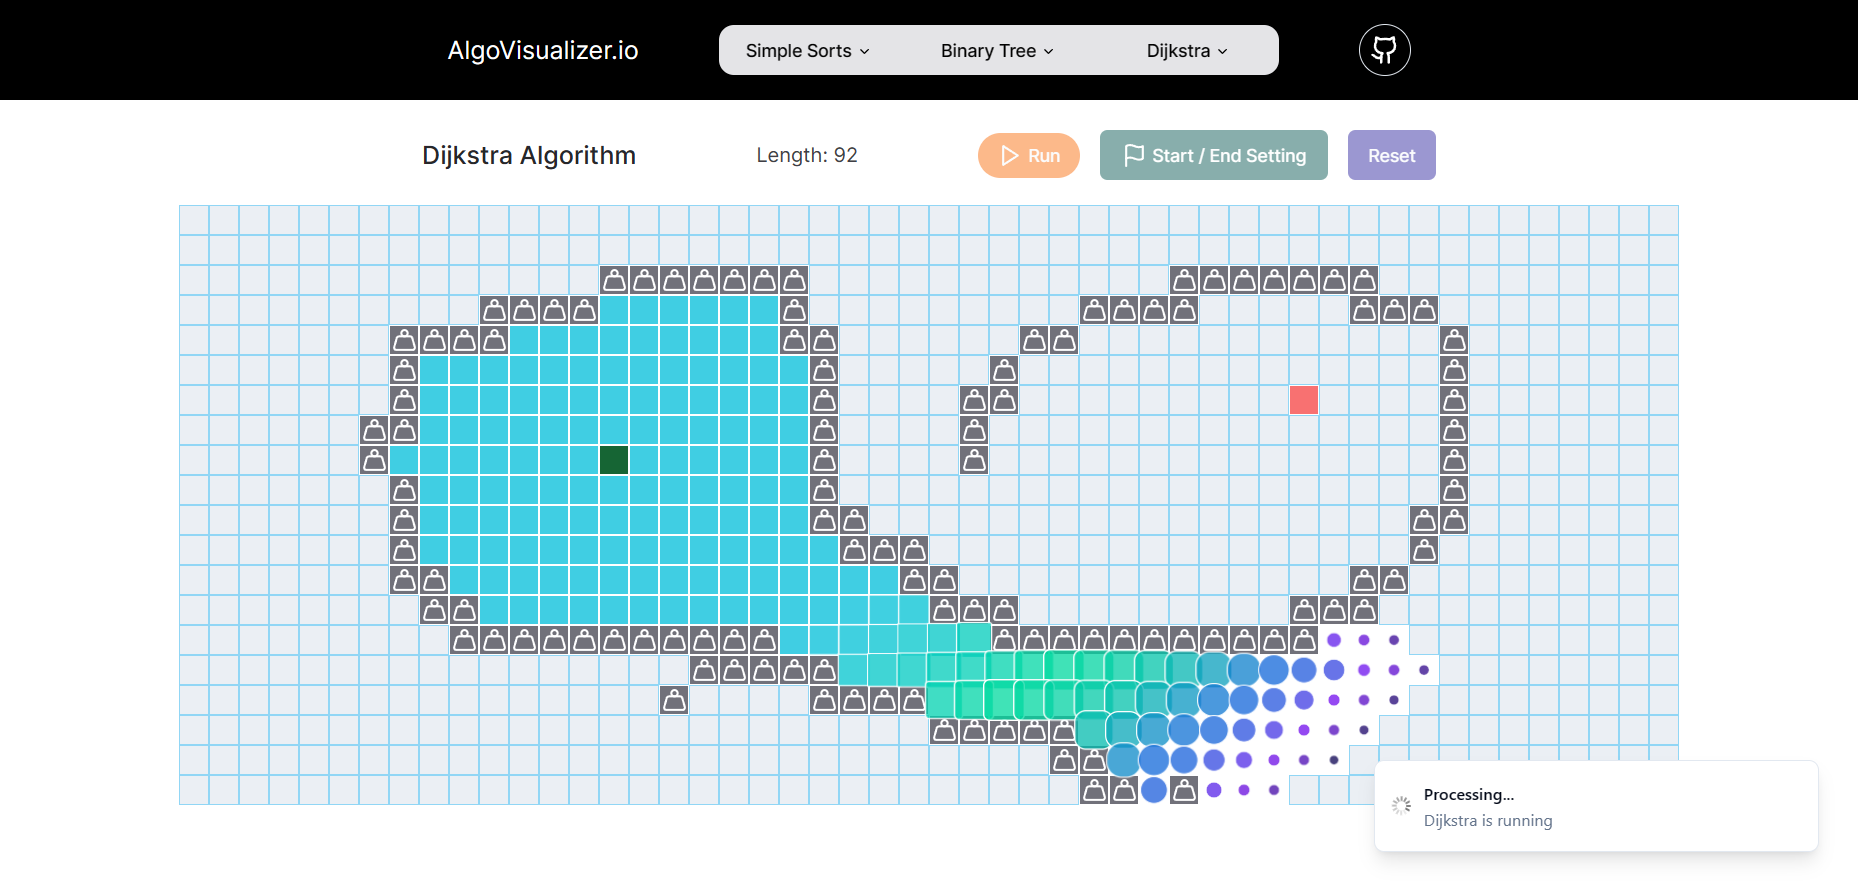 AlgoVisualizer.io
Simple Sorts
Binary Tree
Dijkstra
Dijkstra Algorithm
Length: 92
Run
Start / End Setting
Reset
Processing...
Dijkstra is running